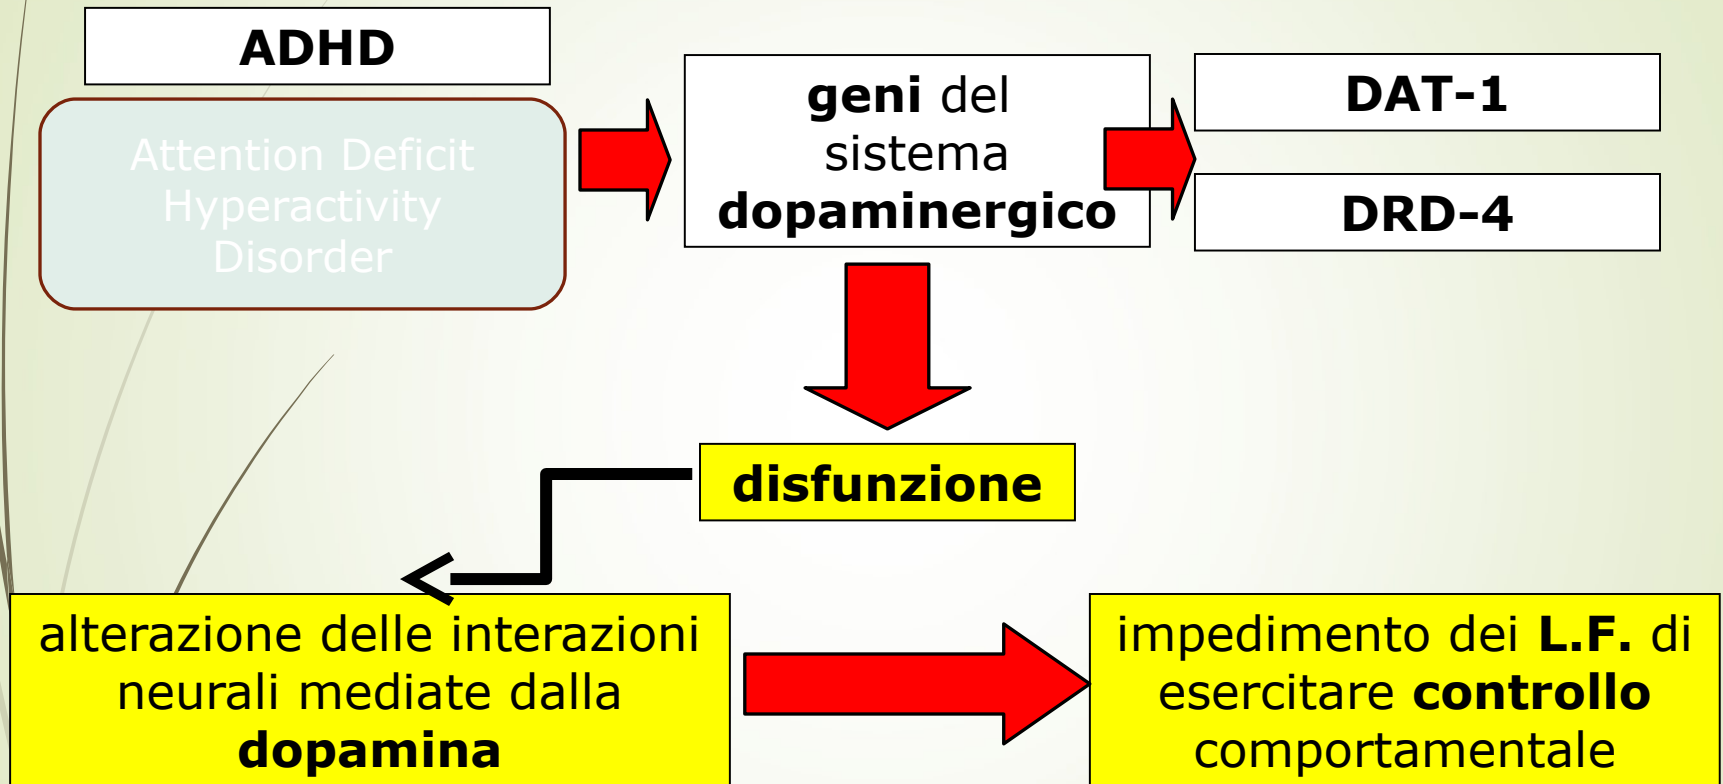 ADHD
Attention Deficit
Hyperactivity
Disorder
geni del
sistema
dopaminergico
DAT-1
DRD-4
disfunzione
alterazione delle interazioni
neurali mediate dalla
dopamina
impedimento dei L.F. di
esercitare controllo
comportamentale